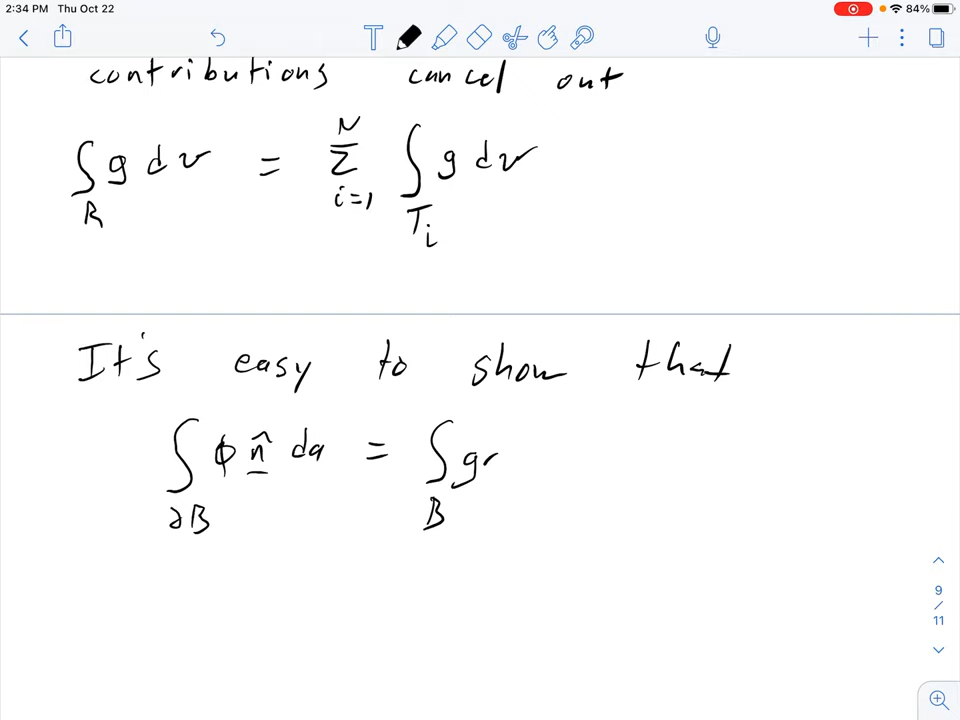 2:34 PM Thu Oct 22 84%
contributions cancel out
∫_R g dv = Σ_{i=1}^{N} ∫_{T_i} g dv
It's easy to show that
∫_{∂B} φ n̂ da = ∫_B gr
9
/
11